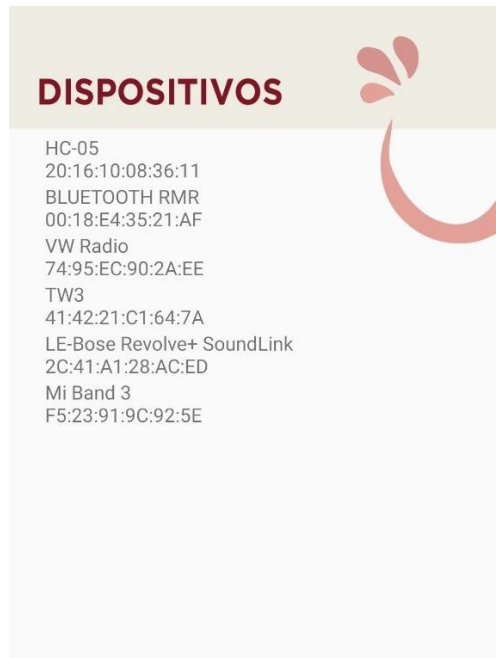 DISPOSITIVOS
HC-05
20:16:10:08:36:11
BLUETOOTH RMR
00:18:E4:35:21:AF
VW Radio
74:95:EC:90:2A:EE
TW3
41:42:21:C1:64:7A
LE-Bose Revolve+ SoundLink
2C:41:A1:28:AC:ED
Mi Band 3
F5:23:91:9C:92:5E